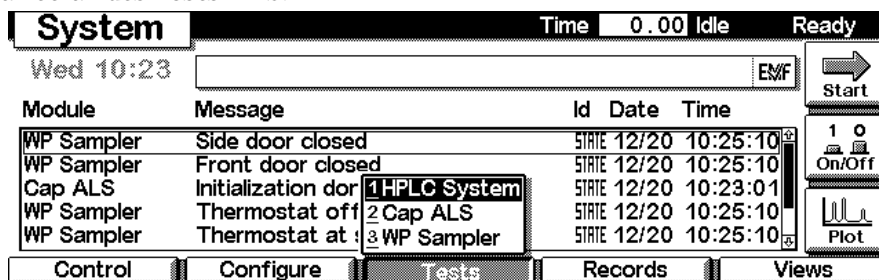 System Time 0.00 Idle Ready
Wed 10:23 EMF Start
Module Message Id Date Time
WP Sampler Side door closed STATE 12/20 10:25:10
WP Sampler Front door closed STATE 12/20 10:25:10
Cap ALS Initialization dor STATE 12/20 10:23:01
WP Sampler Thermostat off STATE 12/20 10:25:10
WP Sampler Thermostat at STATE 12/20 10:25:10
1 HPLC System
2 Cap ALS
3 WP Sampler
1 0
On/Off
Plot
Control Configure Tests Records Views